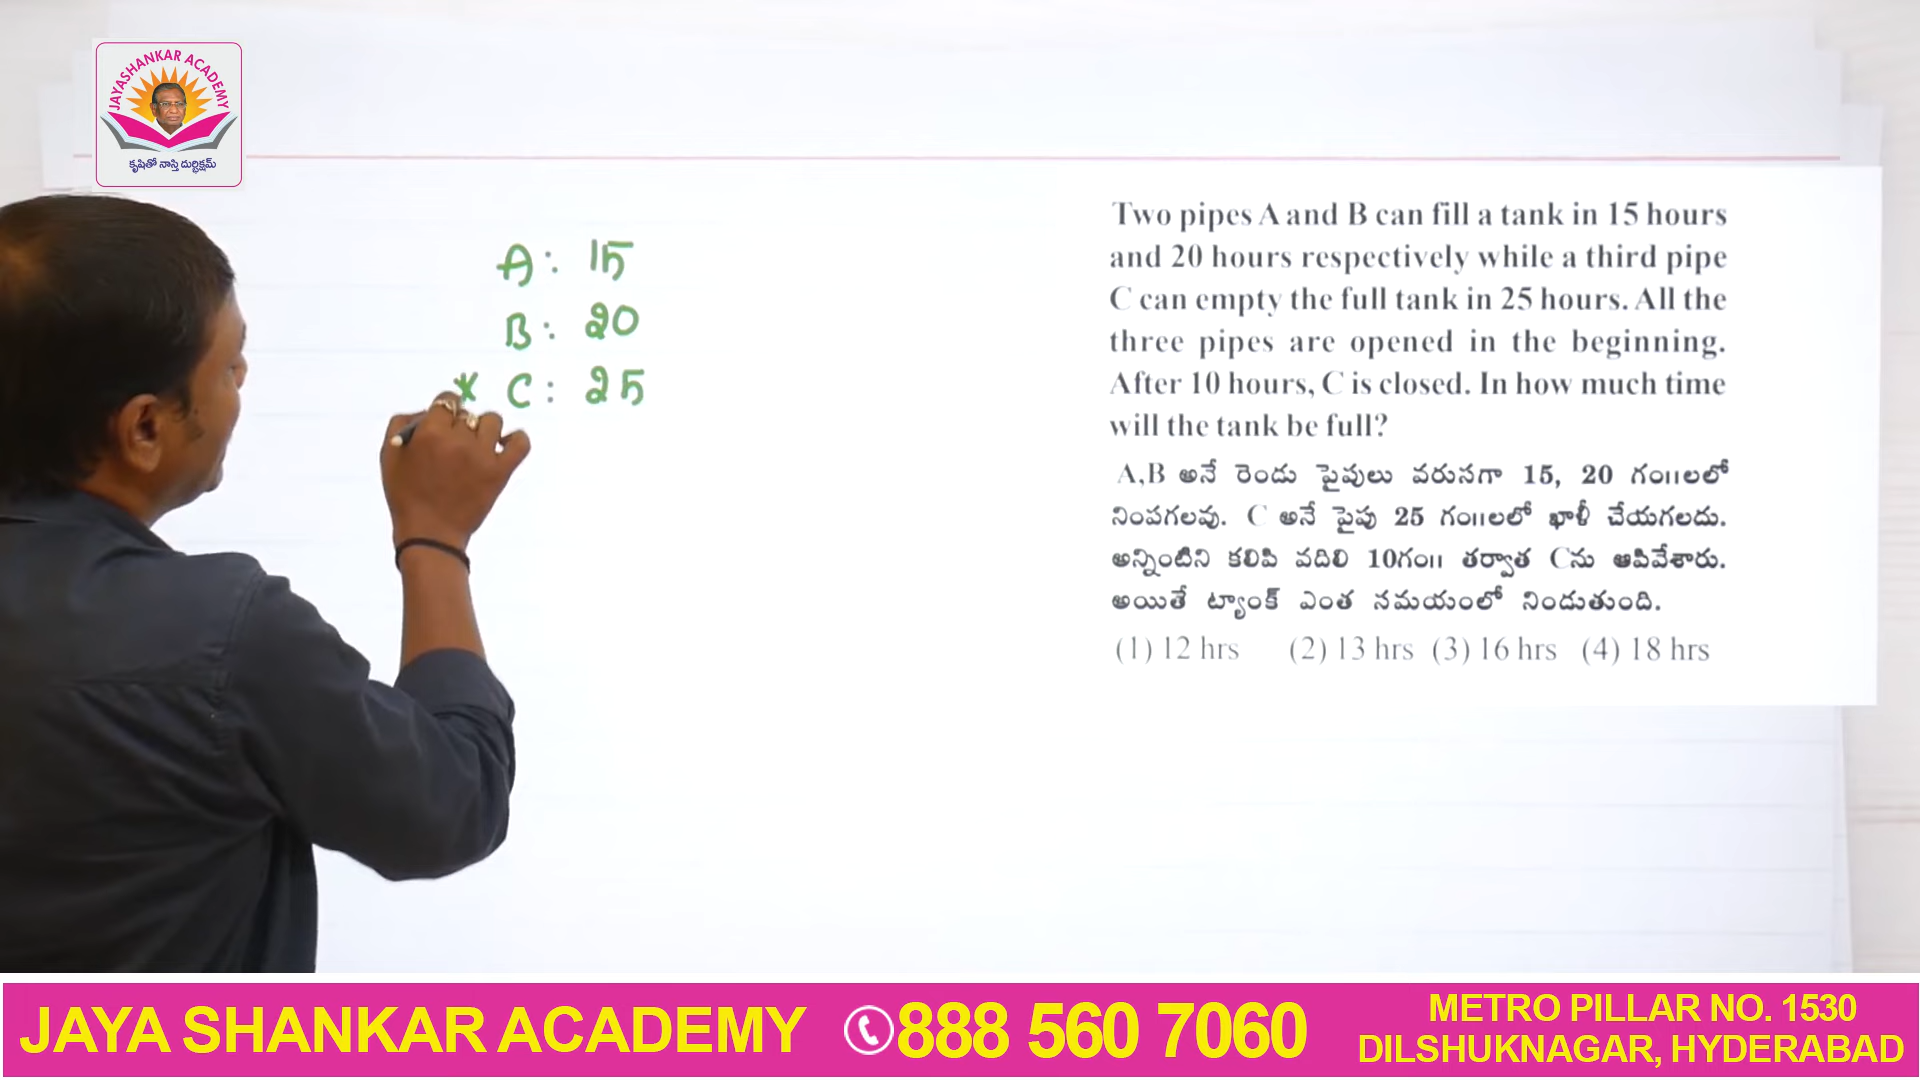 JAYASHANKAR ACADEMY
కృషితో నాస్తి దుర్భిక్షమ్
A: 15
B: 20
* C: 25
Two pipes A and B can fill a tank in 15 hours
and 20 hours respectively while a third pipe
C can empty the full tank in 25 hours. All the
three pipes are opened in the beginning.
After 10 hours, C is closed. In how much time
will the tank be full?
A,B అనే రెండు పైపులు వరుసగా 15, 20 గంııలలో
నింపగలవు. C అనే పైపు 25 గంııలలో ఖాళీ చేయగలదు.
అన్నింటిని కలిపి వదిలి 10గంıı తర్వాత Cను ఆపివేశారు.
అయితే ట్యాంక్ ఎంత సమయంలో నిండుతుంది.
(1) 12 hrs (2) 13 hrs (3) 16 hrs (4) 18 hrs
JAYA SHANKAR ACADEMY
888 560 7060
METRO PILLAR NO. 1530
DILSHUKNAGAR, HYDERABAD